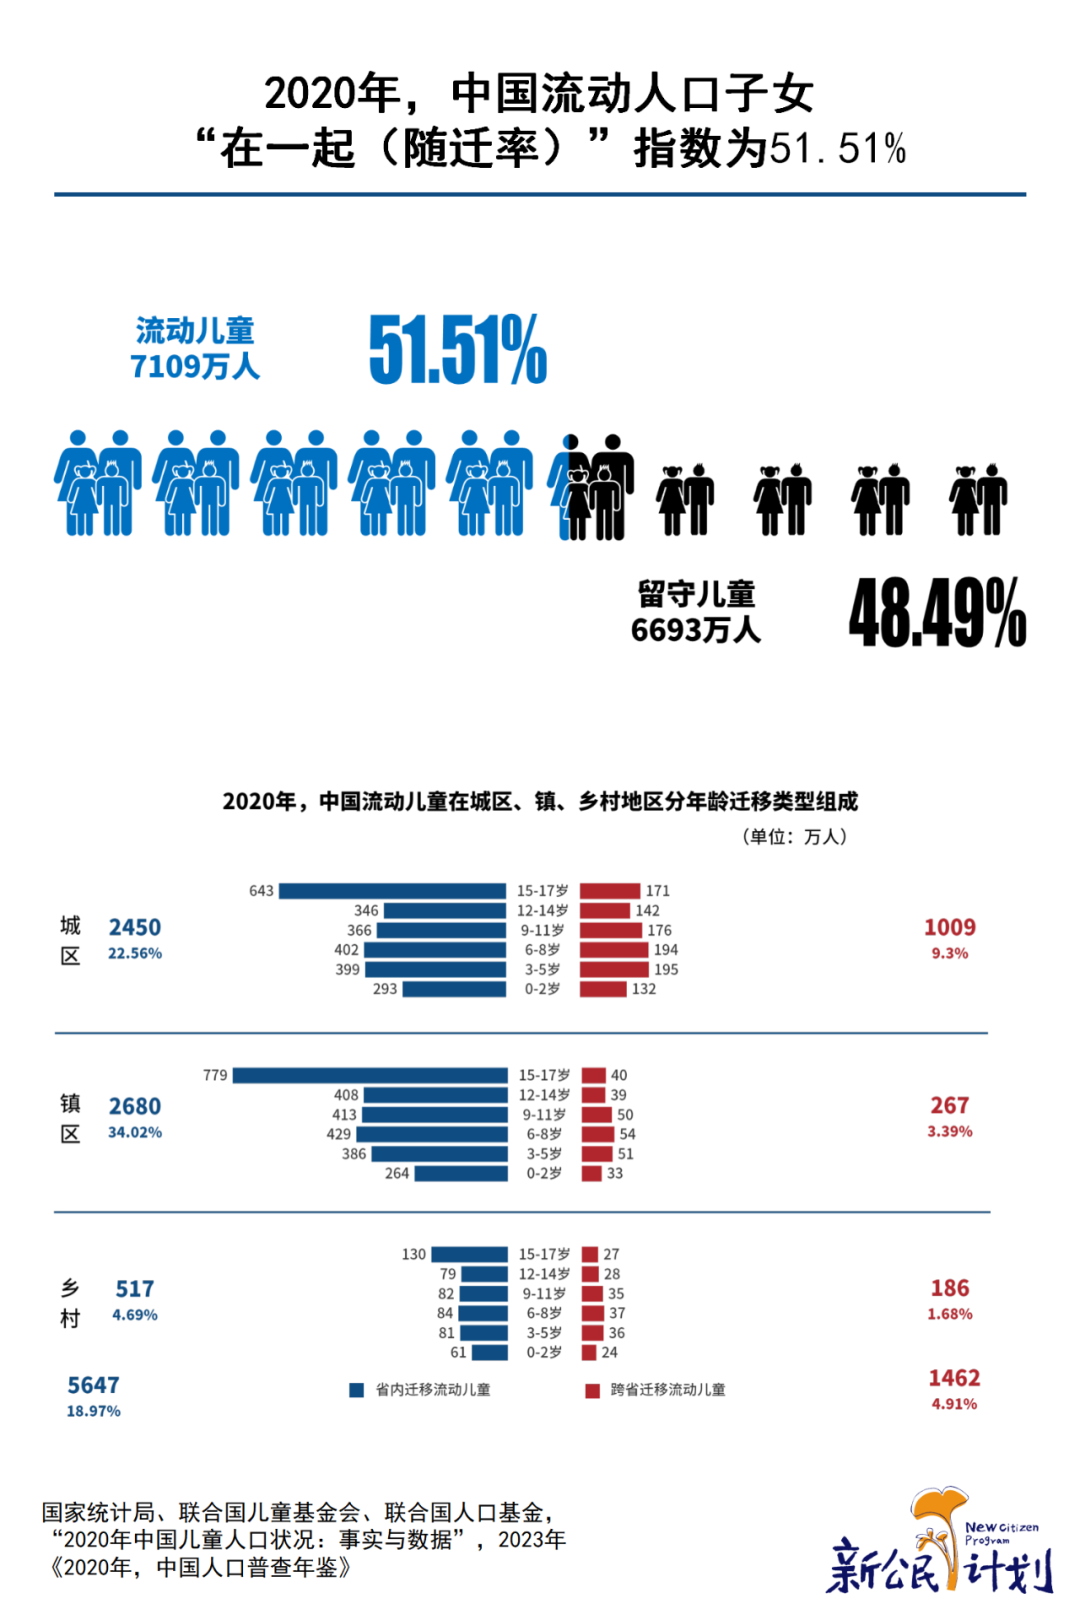 2020年，中国流动人口子女
“在一起（随迁率）”指数为51.51%
流动儿童
7109万人
51.51%
留守儿童
6693万人
48.49%
2020年，中国流动儿童在城区、镇、乡村地区分年龄迁移类型组成
（单位：万人）
城区
2450
22.56%
643 15-17岁 171
346 12-14岁 142
366 9-11岁 176
402 6-8岁 194
399 3-5岁 195
293 0-2岁 132
1009
9.3%
镇区
2680
34.02%
779 15-17岁 40
408 12-14岁 39
413 9-11岁 50
429 6-8岁 54
386 3-5岁 51
264 0-2岁 33
267
3.39%
乡村
517
4.69%
130 15-17岁 27
79 12-14岁 28
82 9-11岁 35
84 6-8岁 37
81 3-5岁 36
61 0-2岁 24
186
1.68%
5647
18.97%
省内迁移流动儿童
跨省迁移流动儿童
1462
4.91%
国家统计局、联合国儿童基金会、联合国人口基金，
“2020年中国儿童人口状况：事实与数据”，2023年
《2020年，中国人口普查年鉴》
New Citizen
Program
新公民计划